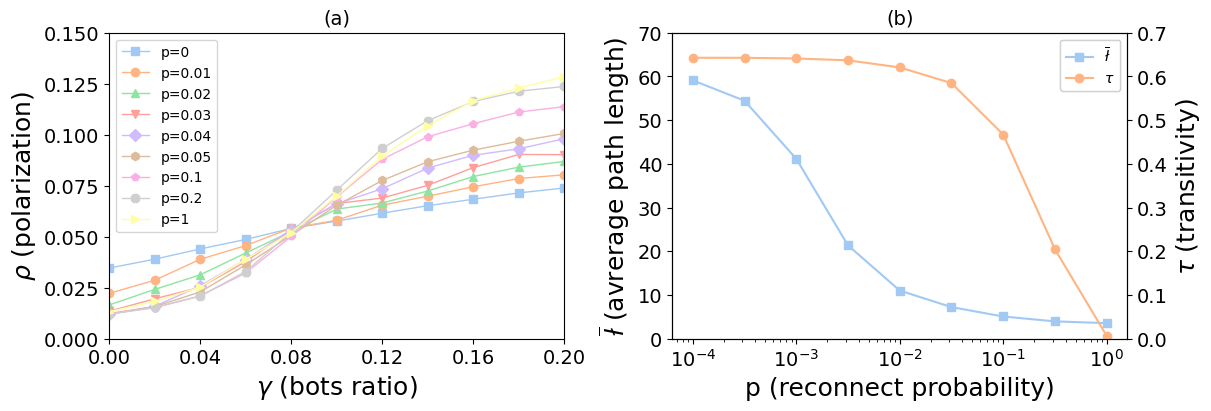 (a)
ρ (polarization)
0.150
0.125
0.100
0.075
0.050
0.025
0.000
p=0
p=0.01
p=0.02
p=0.03
p=0.04
p=0.05
p=0.1
p=0.2
p=1
0.00 0.04 0.08 0.12 0.16 0.20
γ (bots ratio)
(b)
l̄ (avrerage path length)
70
60
50
40
30
20
10
0
l̄
τ
0.7
0.6
0.5
0.4
0.3
0.2
0.1
0.0
τ (transitivity)
10⁻⁴ 10⁻³ 10⁻² 10⁻¹ 10⁰
p (reconnect probability)